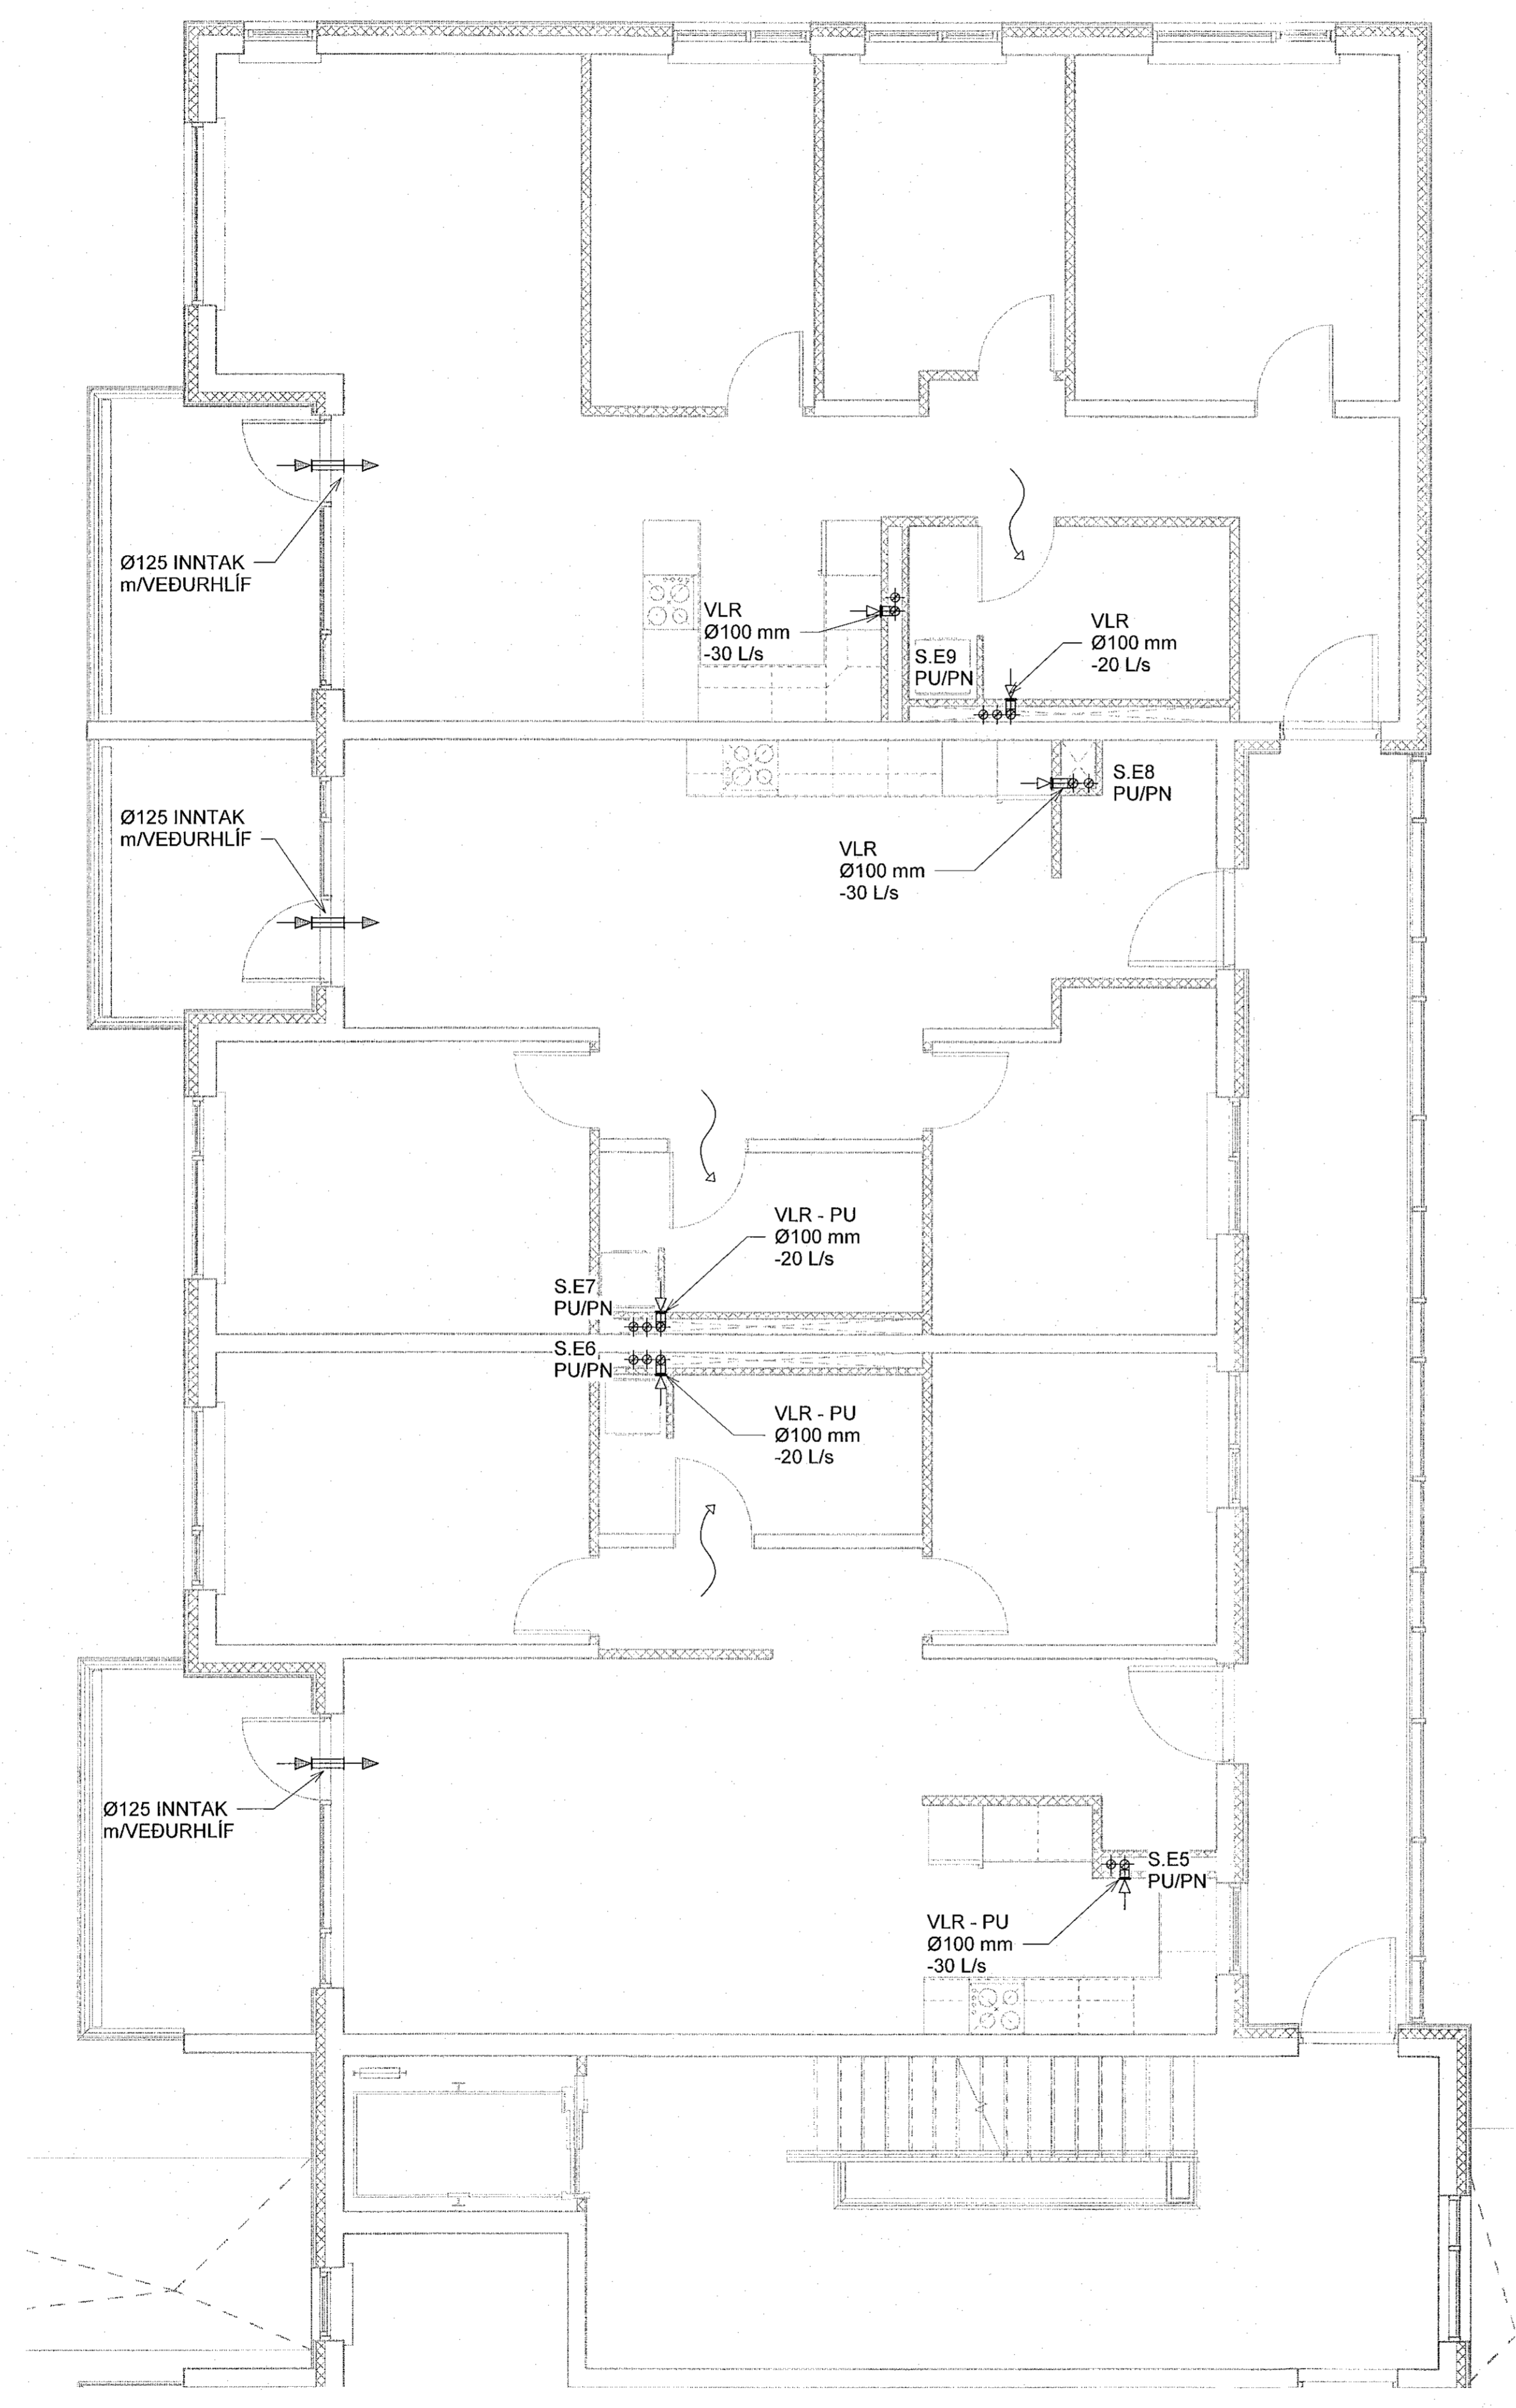 Ø125 INNTAK
m/VEÐURHLÍF
VLR
Ø100 mm
-30 L/s
S.E9
PU/PN
VLR
Ø100 mm
-20 L/s
Ø125 INNTAK
m/VEÐURHLÍF
S.E8
PU/PN
VLR
Ø100 mm
-30 L/s
VLR - PU
Ø100 mm
-20 L/s
S.E7
PU/PN
S.E6
PU/PN
VLR - PU
Ø100 mm
-20 L/s
Ø125 INNTAK
m/VEÐURHLÍF
S.E5
PU/PN
VLR - PU
Ø100 mm
-30 L/s